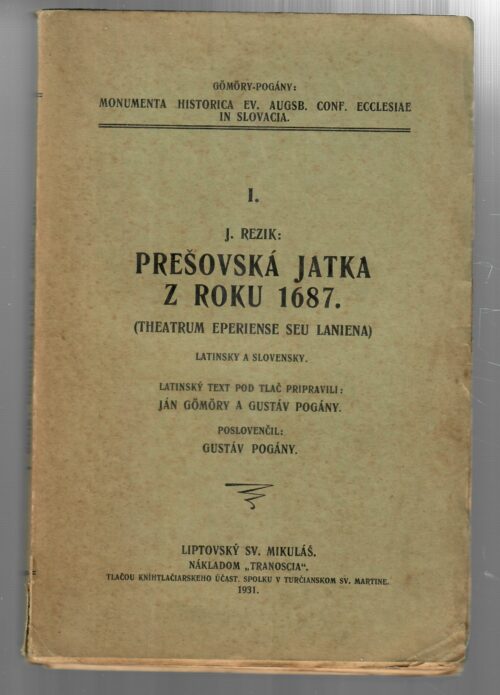 GÖMÖRY-POGÁNY:
MONUMENTA HISTORICA EV. AUGSB. CONF. ECCLESIAE
IN SLOVACIA.
I.
J. REZIK:
PREŠOVSKÁ JATKA
Z ROKU 1687.
(THEATRUM EPERIENSE SEU LANIENA)
LATINSKY A SLOVENSKY.
LATINSKÝ TEXT POD TLAČ PRIPRAVILI:
JÁN GÖMÖRY A GUSTÁV POGÁNY.
POSLOVENČIL:
GUSTÁV POGÁNY.
LIPTOVSKÝ SV. MIKULÁŠ.
NÁKLADOM „TRANOSCIA“.
TLAČOU KNÍHTLAČIARSKEHO ÚČAST. SPOLKU V TURČIANSKOM SV. MARTINE.
1931.